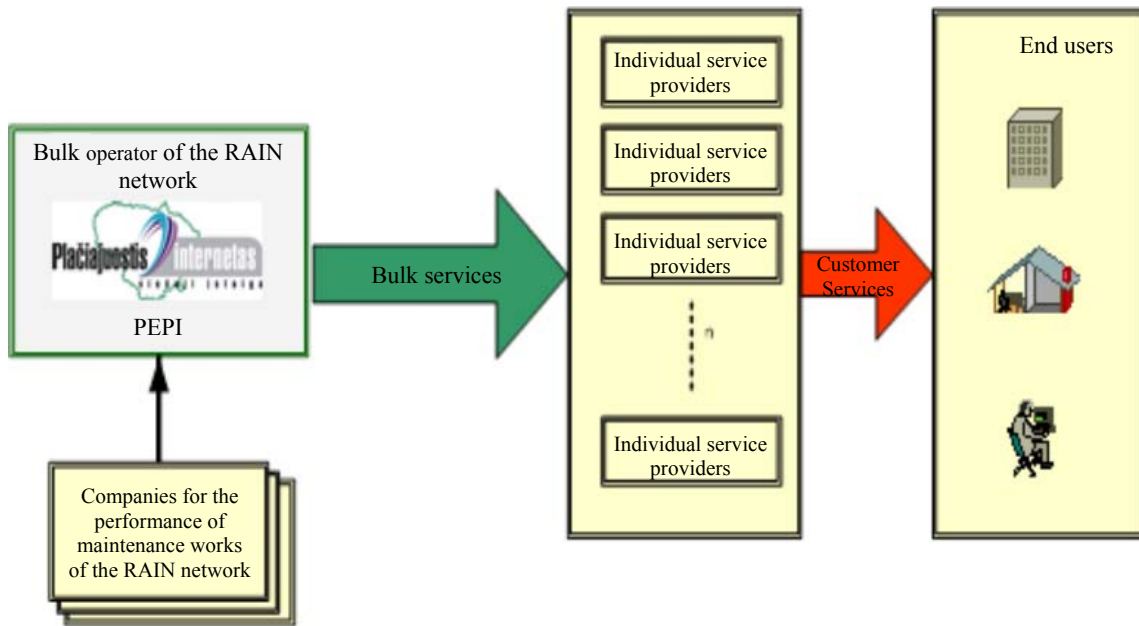 Bulk operator of the RAIN
network
Plačiajuostis
internetas
PEPI
Companies for the
performance of
maintenance works
of the RAIN network
Bulk services
Individual service
providers
Individual service
providers
Individual service
providers
n
Individual service
providers
Customer
Services
End users